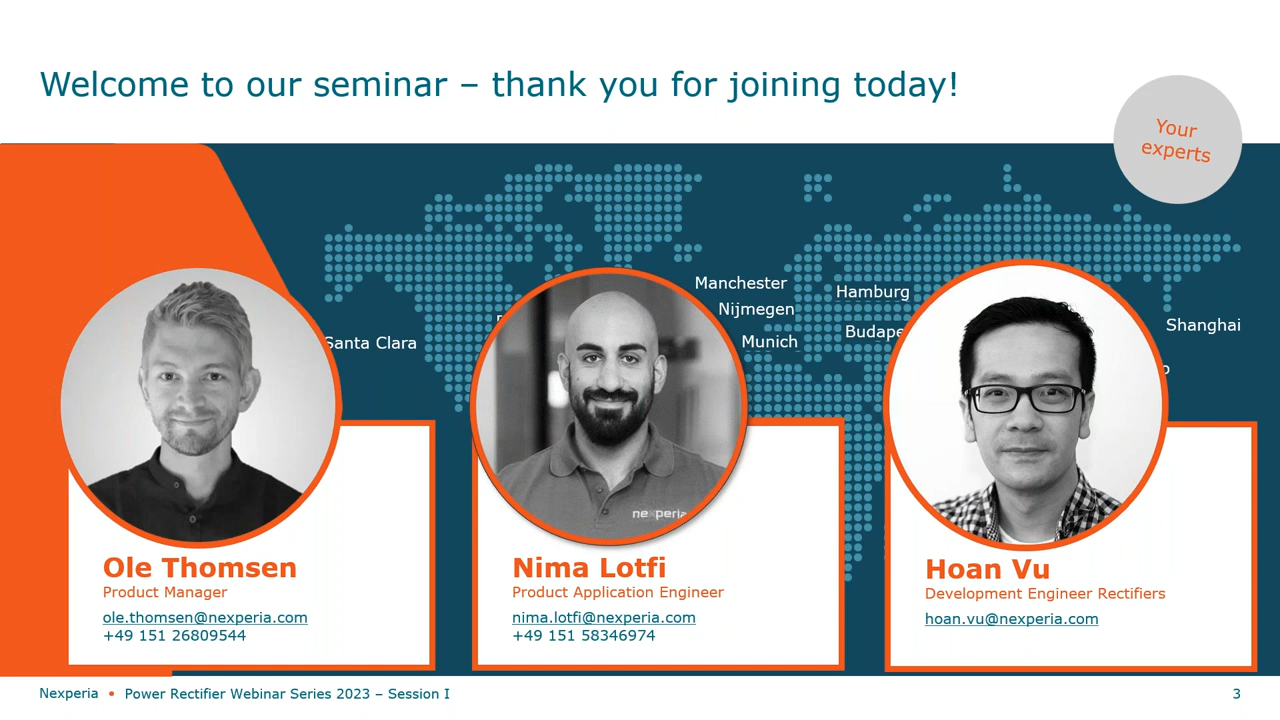 Welcome to our seminar – thank you for joining today!
Your
experts
Manchester
Hamburg
Nijmegen
Shanghai
Budape
Munich
Santa Clara
nexperia
Ole Thomsen
Product Manager
ole.thomsen@nexperia.com
+49 151 26809544
Nima Lotfi
Product Application Engineer
nima.lotfi@nexperia.com
+49 151 58346974
Hoan Vu
Development Engineer Rectifiers
hoan.vu@nexperia.com
Nexperia • Power Rectifier Webinar Series 2023 – Session I
3